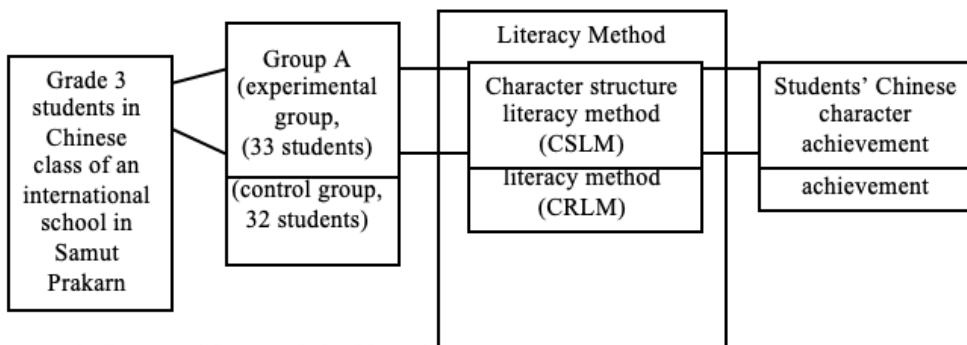 Grade 3
students in
Chinese
class of an
international
school in
Samut
Prakarn
Group A
(experimental
group,
(33 students)
(control group,
32 students)
Literacy Method
Character structure
literacy method
(CSLM)
literacy method
(CRLM)
Students’ Chinese
character
achievement
achievement